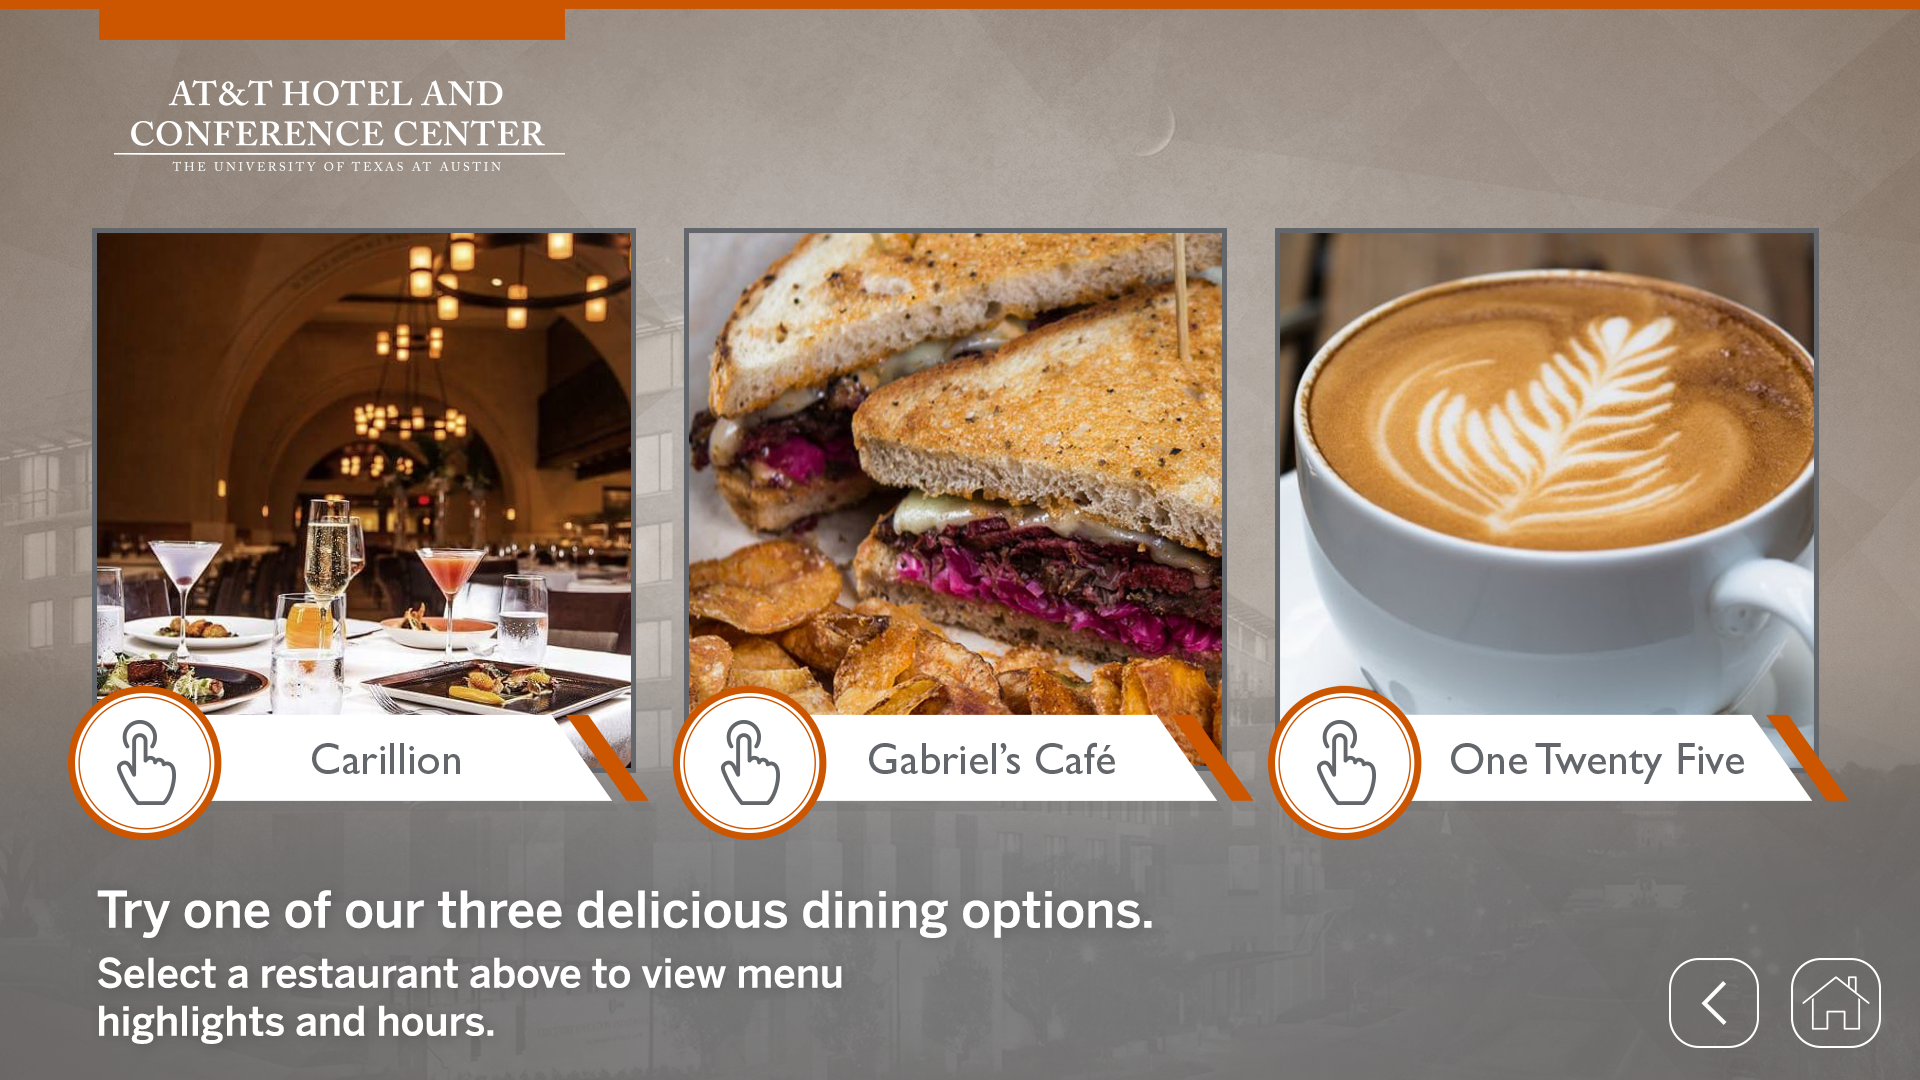 AT&T HOTEL AND
CONFERENCE CENTER
THE UNIVERSITY OF TEXAS AT AUSTIN
Carillion
Gabriel’s Café
One Twenty Five
Try one of our three delicious dining options.
Select a restaurant above to view menu
highlights and hours.